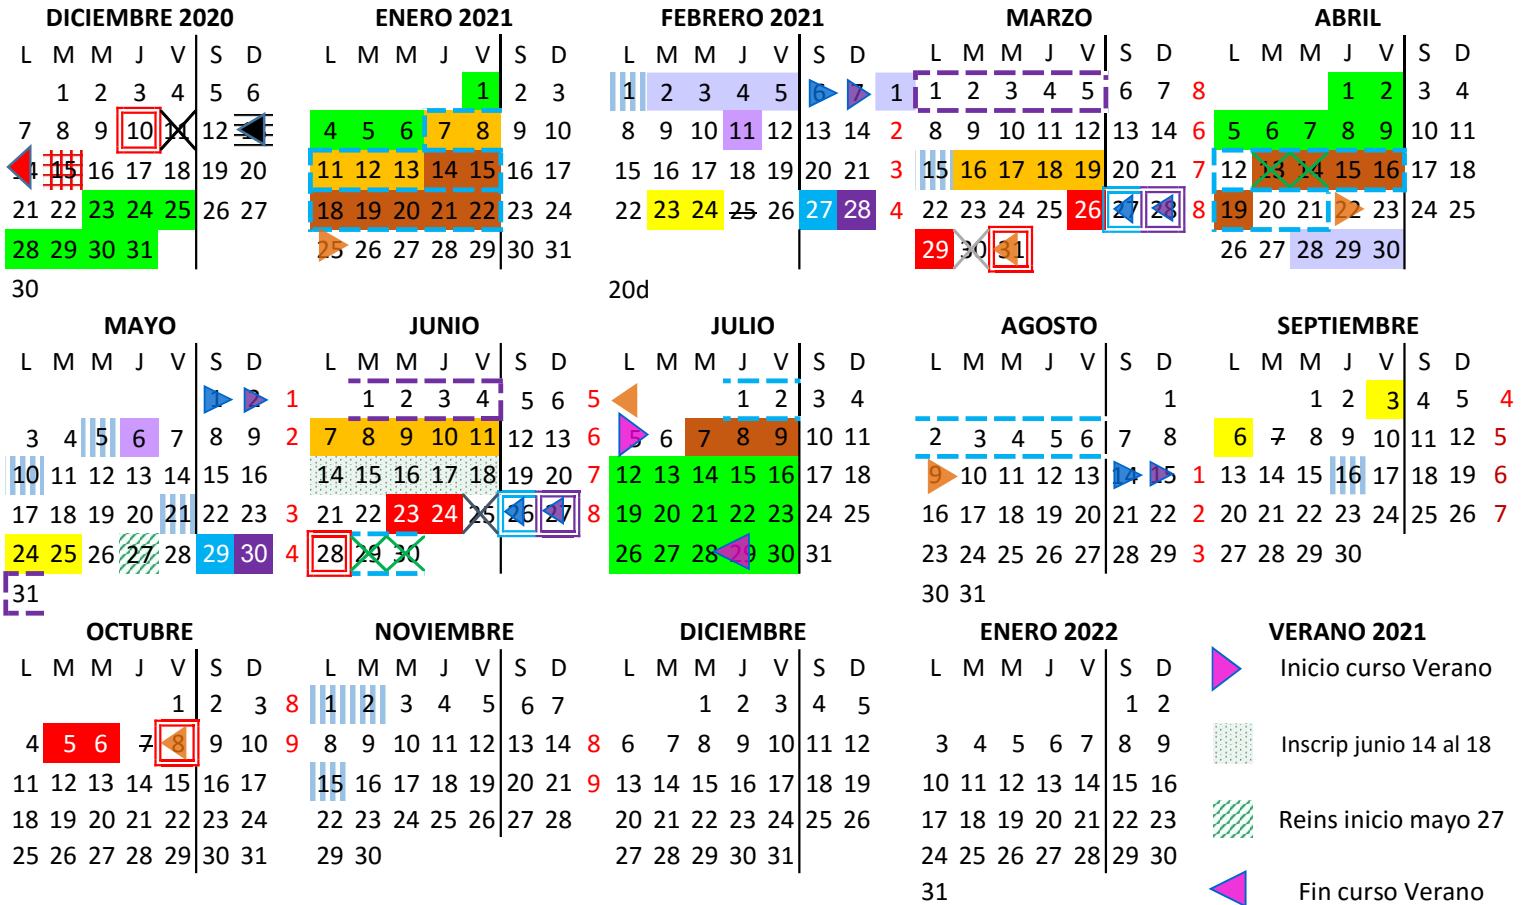 DICIEMBRE 2020 ENERO 2021 FEBRERO 2021 MARZO ABRIL
L M M J V S D L M M J V S D L M M J V S D L M M J V S D L M M J V S D
1 2 3 4 5 6 1 2 3 1 2 3 4 5 6 7 1 1 2 3 4 5 6 7 8 1 2 3 4
7 8 9 10 11 12 13 4 5 6 7 8 9 10 8 9 10 11 12 13 14 2 8 9 10 11 12 13 14 6 5 6 7 8 9 10 11
14 15 16 17 18 19 20 11 12 13 14 15 16 17 15 16 17 18 19 20 21 3 15 16 17 18 19 20 21 7 12 13 14 15 16 17 18
21 22 23 24 25 26 27 18 19 20 21 22 23 24 22 23 24 25 26 27 28 4 22 23 24 25 26 27 28 8 19 20 21 22 23 24 25
28 29 30 31 25 26 27 28 29 30 31 29 30 31 26 27 28 29 30
30 20d
MAYO JUNIO JULIO AGOSTO SEPTIEMBRE
L M M J V S D L M M J V S D L M M J V S D L M M J V S D L M M J V S D
1 2 1 1 2 3 4 5 6 5 1 2 3 4 1 1 2 3 4 5 4
3 4 5 6 7 8 9 2 7 8 9 10 11 12 13 6 5 6 7 8 9 10 11 2 3 4 5 6 7 8 6 7 8 9 10 11 12 5
10 11 12 13 14 15 16 14 15 16 17 18 19 20 7 12 13 14 15 16 17 18 9 10 11 12 13 14 15 1 13 14 15 16 17 18 19 6
17 18 19 20 21 22 23 3 21 22 23 24 25 26 27 8 19 20 21 22 23 24 25 16 17 18 19 20 21 22 2 20 21 22 23 24 25 26 7
24 25 26 27 28 29 30 4 28 29 30 26 27 28 29 30 31 23 24 25 26 27 28 29 3 27 28 29 30
31 30 31
OCTUBRE NOVIEMBRE DICIEMBRE ENERO 2022 VERANO 2021
L M M J V S D L M M J V S D L M M J V S D L M M J V S D Inicio curso Verano
1 2 3 8 1 2 3 4 5 6 7 1 2 3 4 5 1 2
4 5 6 7 8 9 10 9 8 9 10 11 12 13 14 8 6 7 8 9 10 11 12 3 4 5 6 7 8 9 Inscrip junio 14 al 18
11 12 13 14 15 16 17 15 16 17 18 19 20 21 9 13 14 15 16 17 18 19 10 11 12 13 14 15 16
18 19 20 21 22 23 24 22 23 24 25 26 27 28 20 21 22 23 24 25 26 17 18 19 20 21 22 23 Reins inicio mayo 27
25 26 27 28 29 30 31 29 30 27 28 29 30 31 24 25 26 27 28 29 30
31 Fin curso Verano